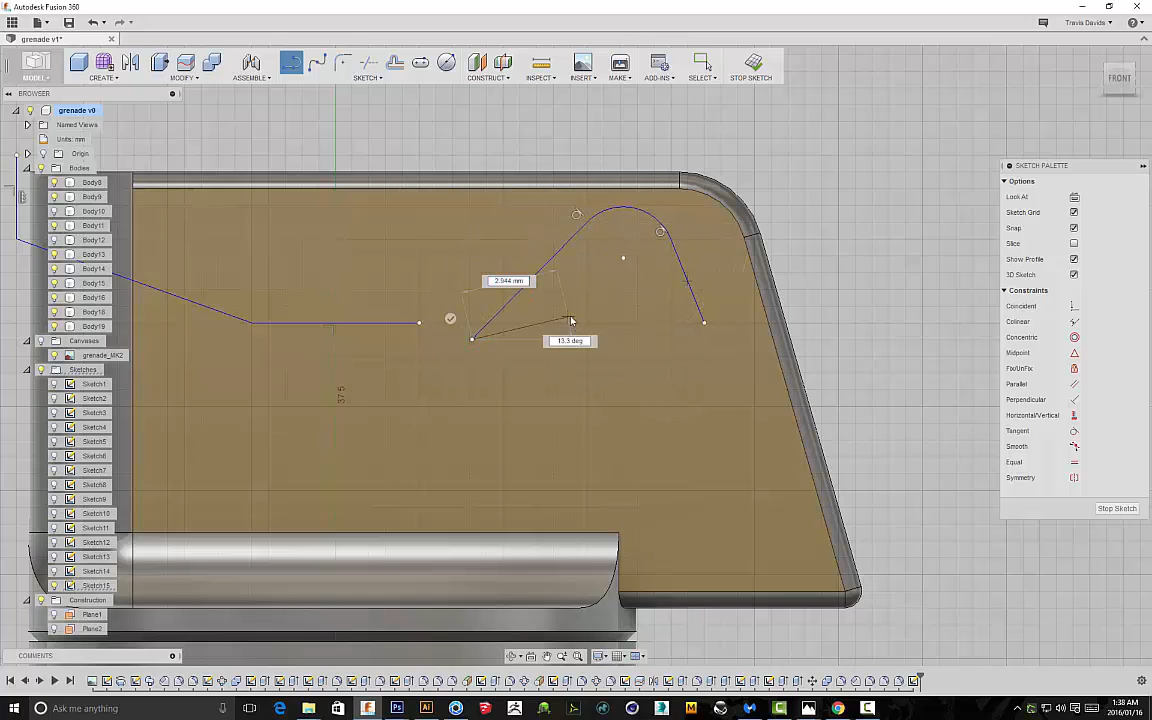 Autodesk Fusion 360
Travis Davids
grenade v1*
MODEL
CREATE
MODIFY
ASSEMBLE
SKETCH
CONSTRUCT
INSPECT
INSERT
MAKE
ADD-INS
SELECT
STOP SKETCH
BROWSER
FRONT
grenade v0
Named Views
Units: mm
Origin
Bodies
Body8
Body9
Body10
Body11
Body12
Body13
Body14
Body15
Body16
Body17
Body18
Body19
Canvases
grenade_MK2
Sketches
Sketch1
Sketch2
Sketch3
Sketch4
Sketch5
Sketch6
Sketch7
Sketch8
Sketch9
Sketch10
Sketch11
Sketch12
Sketch13
Sketch14
Sketch15
Construction
Plane1
Plane2
2.944 mm
13.3 deg
37.5
SKETCH PALETTE
Options
Look At
Sketch Grid
Snap
Slice
Show Profile
3D Sketch
Constraints
Coincident
Colinear
Concentric
Midpoint
Fix/UnFix
Parallel
Perpendicular
Horizontal/Vertical
Tangent
Smooth
Equal
Symmetry
Stop Sketch
COMMENTS
Ask me anything
1:38 AM
2016/01/16